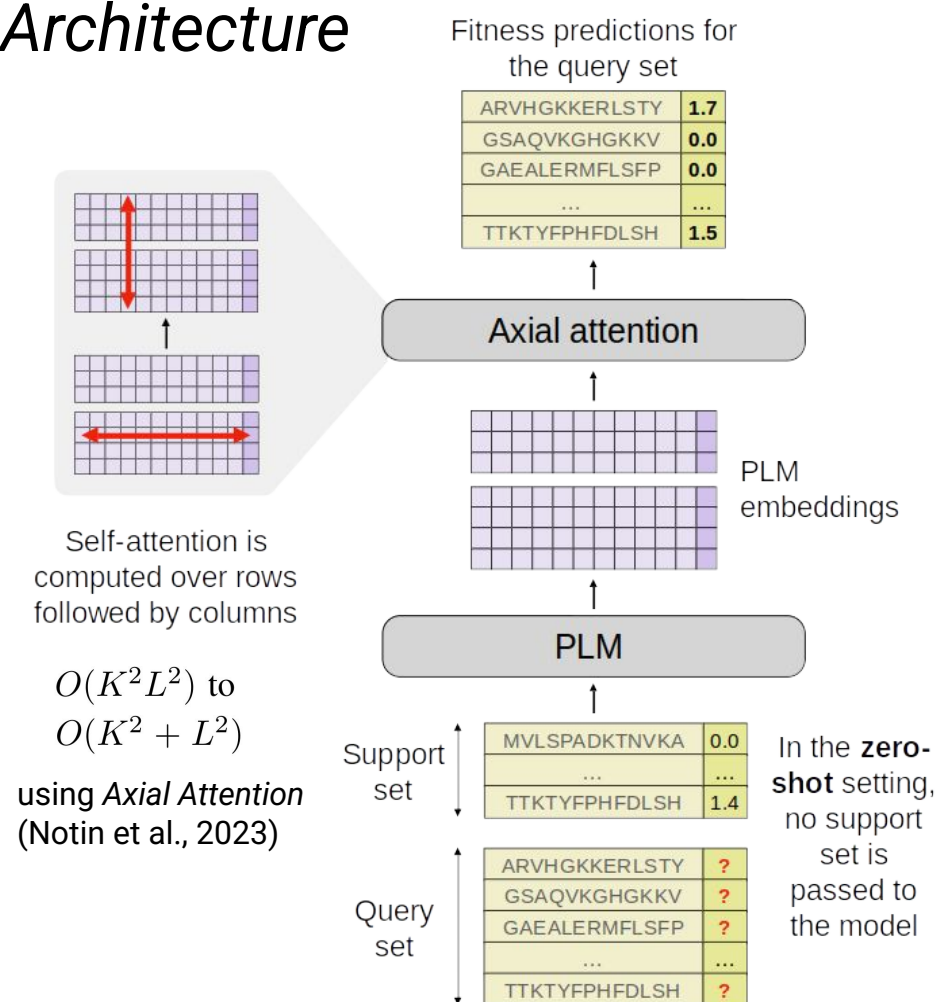 Architecture
Fitness predictions for
the query set
ARVHGKKERLSTY 1.7
GSAQVKGHGKKV 0.0
GAEALERMFLSFP 0.0
... ...
TTKTYFPHFDLSH 1.5
Axial attention
PLM
embeddings
Self-attention is
computed over rows
followed by columns
O(K²L²) to
O(K² + L²)
using Axial Attention
(Notin et al., 2023)
PLM
Support
set
MVLSPADKTNVKA 0.0
... ...
TTKTYFPHFDLSH 1.4
In the zero-
shot setting,
no support
set is
passed to
the model
Query
set
ARVHGKKERLSTY ?
GSAQVKGHGKKV ?
GAEALERMFLSFP ?
... ...
TTKTYFPHFDLSH ?